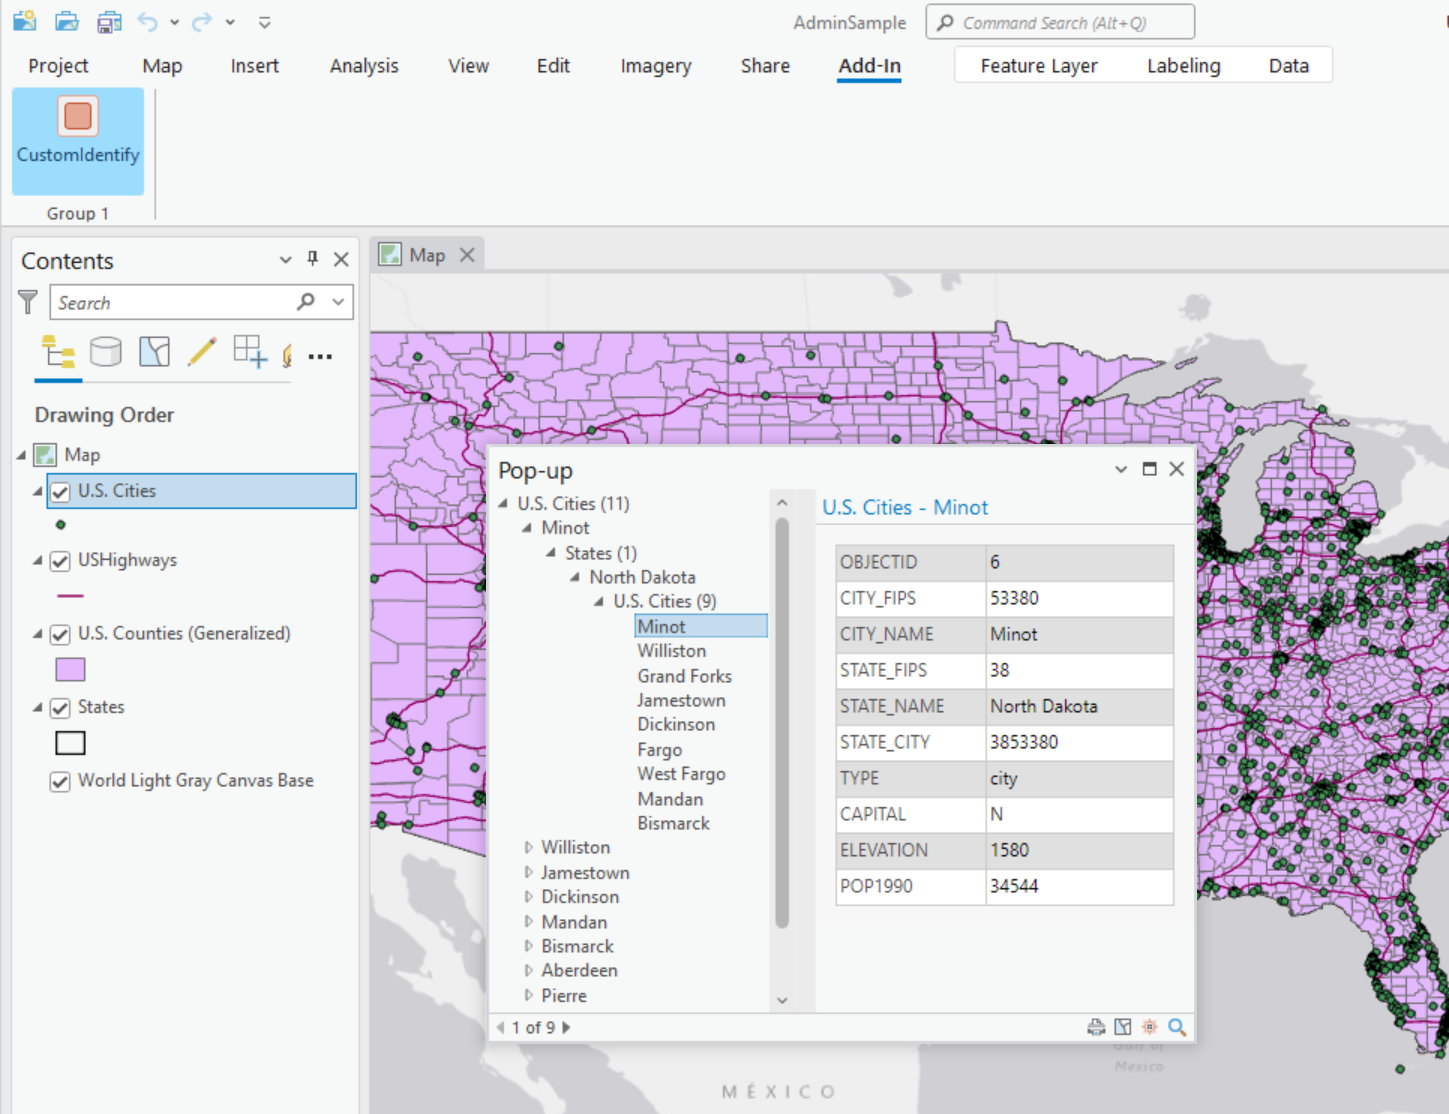 AdminSample
Command Search (Alt+Q)
Project Map Insert Analysis View Edit Imagery Share Add-In Feature Layer Labeling Data
CustomIdentify
Group 1
Contents
Search
Drawing Order
Map
U.S. Cities
USHighways
U.S. Counties (Generalized)
States
World Light Gray Canvas Base
Map
Pop-up
U.S. Cities (11)
Minot
States (1)
North Dakota
U.S. Cities (9)
Minot
Williston
Grand Forks
Jamestown
Dickinson
Fargo
West Fargo
Mandan
Bismarck
Williston
Jamestown
Dickinson
Mandan
Bismarck
Aberdeen
Pierre
1 of 9
U.S. Cities - Minot
OBJECTID 6
CITY_FIPS 53380
CITY_NAME Minot
STATE_FIPS 38
STATE_NAME North Dakota
STATE_CITY 3853380
TYPE city
CAPITAL N
ELEVATION 1580
POP1990 34544
Gulf of
Mexico
MÉXICO